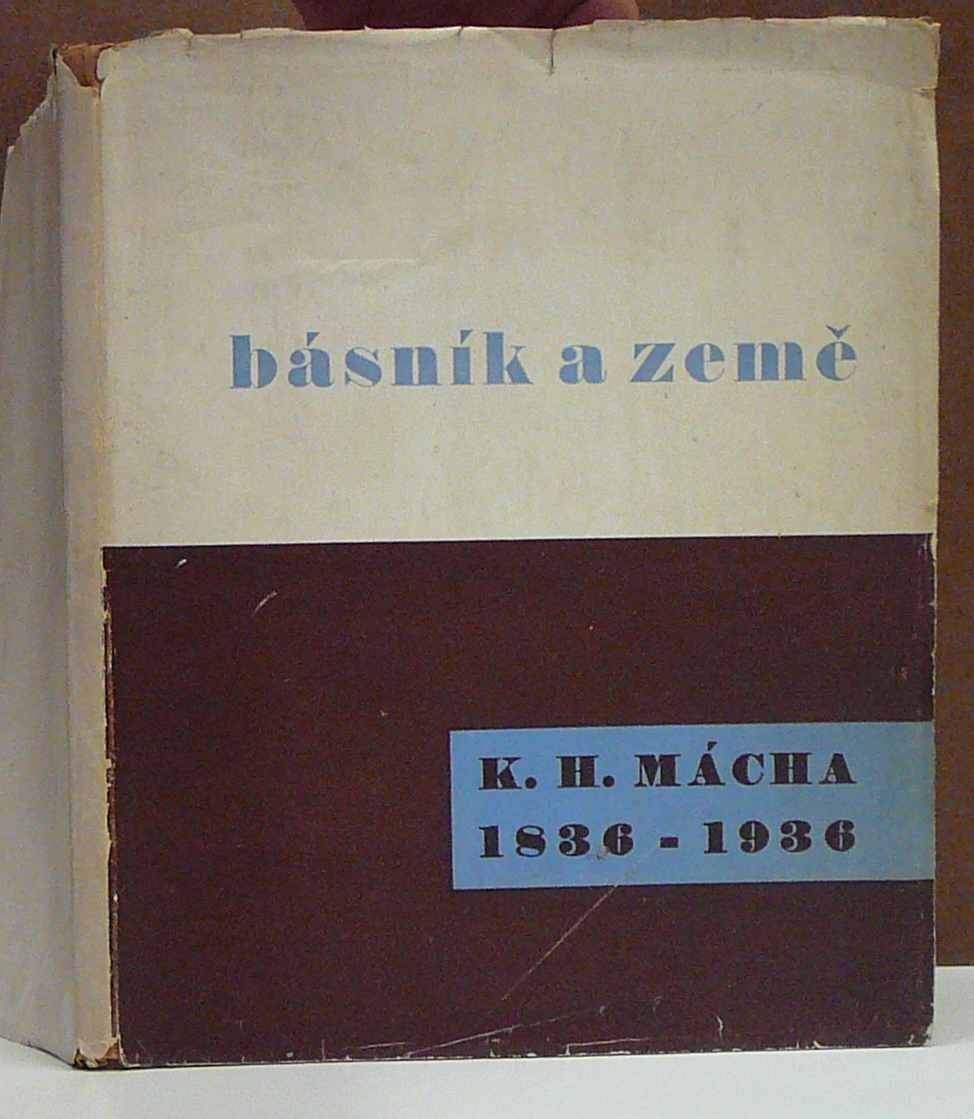 básník a země
K. H. MÁCHA
1836 - 1936